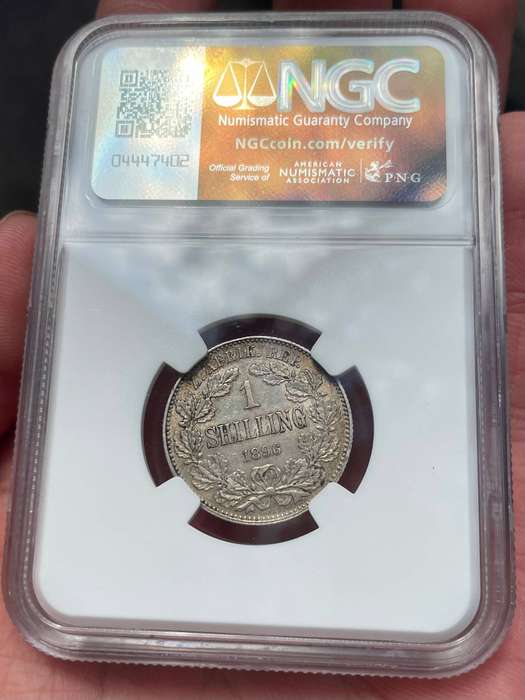 NGC
Numismatic Guaranty Company
NGCcoin.com/verify
04447402
Official Grading
Service of
AMERICAN
NUMISMATIC
ASSOCIATION
PNG
Z. AFRIK. REP.
1
SHILLING
1896